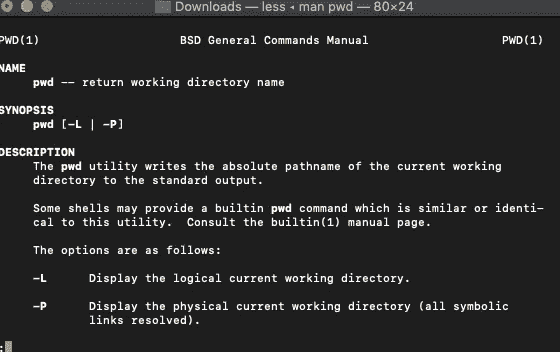 Downloads — less ◂ man pwd — 80×24
PWD(1) BSD General Commands Manual PWD(1)
NAME
pwd -- return working directory name
SYNOPSIS
pwd [-L | -P]
DESCRIPTION
The pwd utility writes the absolute pathname of the current working
directory to the standard output.
Some shells may provide a builtin pwd command which is similar or identi-
cal to this utility. Consult the builtin(1) manual page.
The options are as follows:
-L Display the logical current working directory.
-P Display the physical current working directory (all symbolic
links resolved).
: